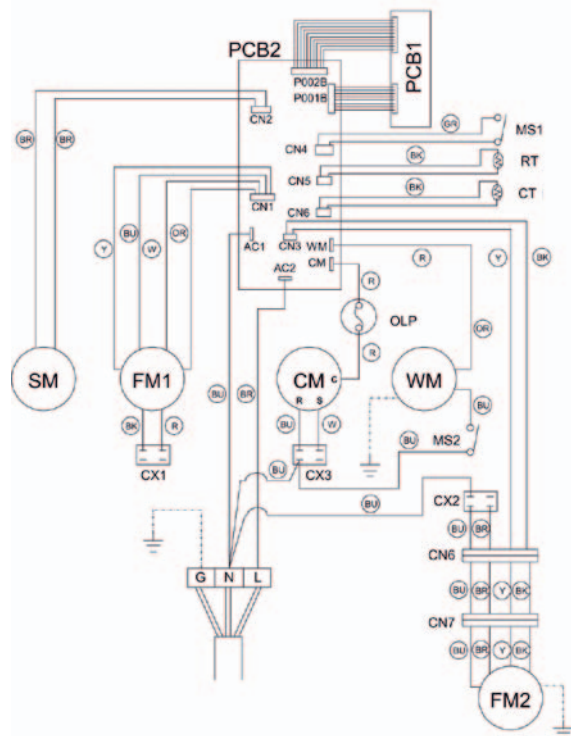 PCB2
PCB1
P002B
P001B
CN2
GR
MS1
BR BR
CN4
BK
RT
CN5
BK
CT
CN6
CN1
Y BU W OR
AC1 CN3 WM
AC2 CM
R Y BK
R
OLP
OR
R
SM FM1 CM C WM
R S
BU BR
BK R
BU W
BU
BU
MS2
CX1
BU
CX3
BU
CX2
BU BR
CN6
G N L
BU BR Y BK
CN7
BU BR Y BK
FM2